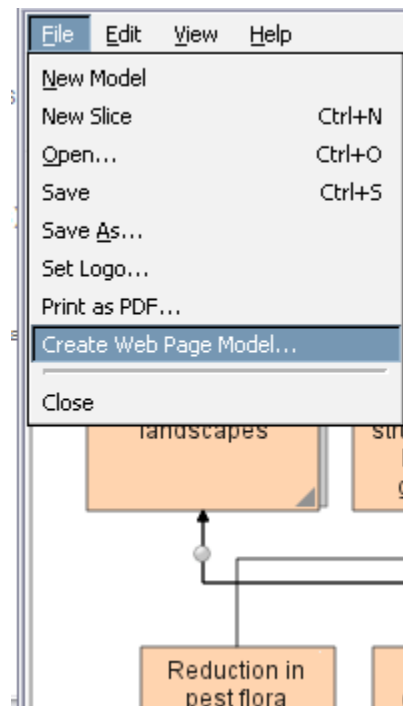 File Edit View Help
New Model
New Slice Ctrl+N
Open... Ctrl+O
Save Ctrl+S
Save As...
Set Logo...
Print as PDF...
Create Web Page Model...
Close
landscapes
Reduction in
pest flora